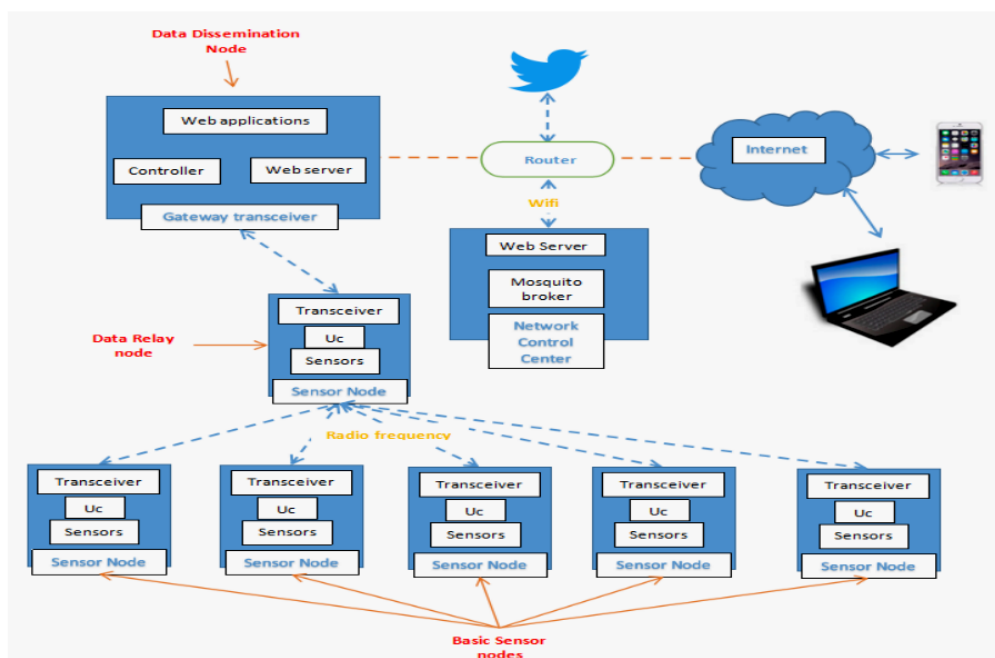 Data Dissemination
Node
Web applications
Controller
Web server
Gateway transceiver
Router
Wifi
Internet
Web Server
Mosquito
broker
Network
Control
Center
Data Relay
node
Transceiver
Uc
Sensors
Sensor Node
Radio frequency
Transceiver
Uc
Sensors
Sensor Node
Transceiver
Uc
Sensors
Sensor Node
Transceiver
Uc
Sensors
Sensor Node
Transceiver
Uc
Sensors
Sensor Node
Transceiver
Uc
Sensors
Sensor Node
Basic Sensor
nodes